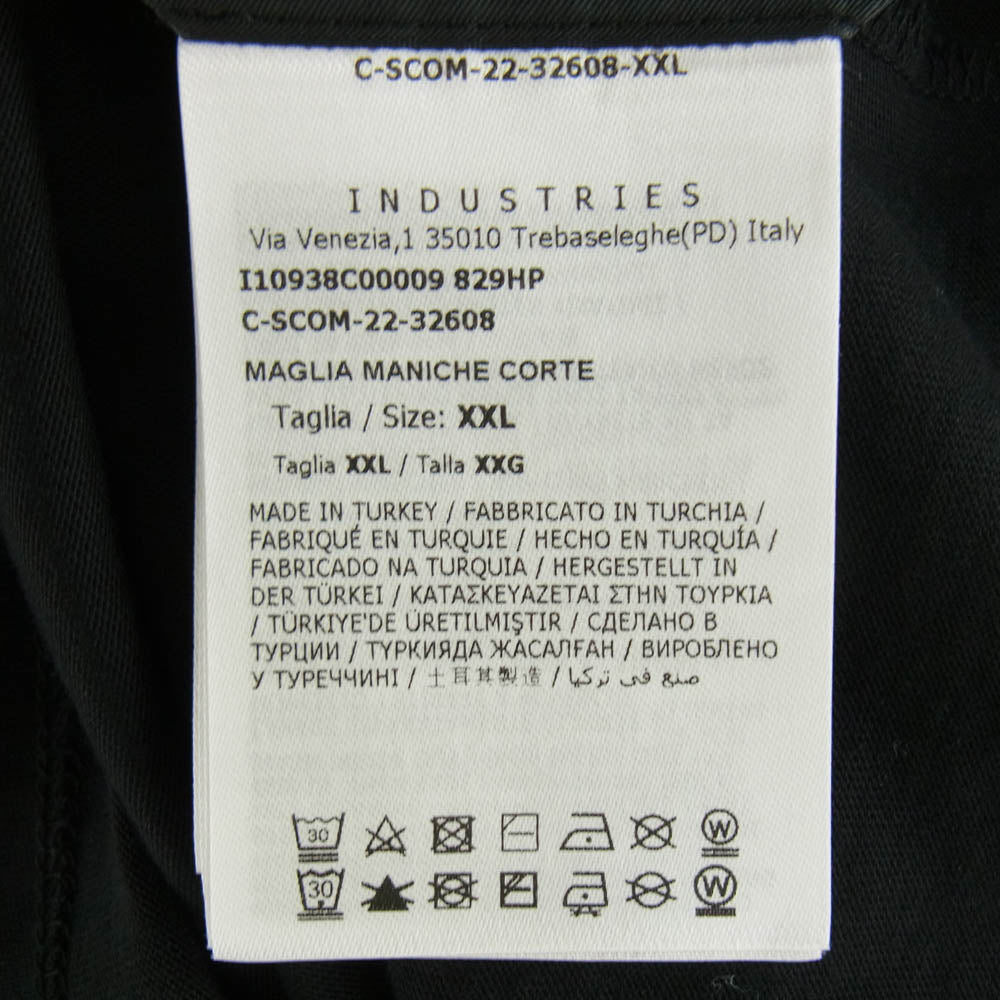 C-SCOM-22-32608-XXL
INDUSTRIES
Via Venezia,1 35010 Trebaseleghe(PD) Italy
I10938C00009 829HP
C-SCOM-22-32608
MAGLIA MANICHE CORTE
Taglia / Size: XXL
Taglia XXL / Talla XXG
MADE IN TURKEY / FABBRICATO IN TURCHIA /
FABRIQUÉ EN TURQUIE / HECHO EN TURQUÍA /
FABRICADO NA TURQUIA / HERGESTELLT IN
DER TÜRKEI / ΚΑΤΑΣΚΕΥΑΖΕΤΑΙ ΣΤΗΝ ΤΟΥΡΚΙΑ
/ TÜRKIYE'DE ÜRETILMIŞTIR / СДЕЛАНО В
ТУРЦИИ / ТҮРКИЯДА ЖАСАЛҒАН / ВИРОБЛЕНО
У ТУРЕЧЧИНІ / 土耳其製造 / صنع في تركيا
30 W
30 W